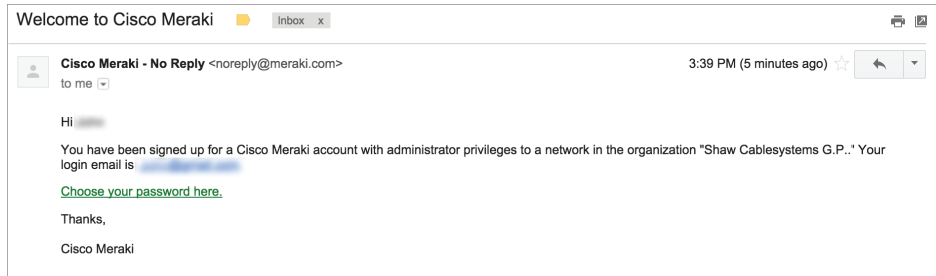 Welcome to Cisco Meraki Inbox x
Cisco Meraki - No Reply <noreply@meraki.com> 3:39 PM (5 minutes ago)
to me
Hi
You have been signed up for a Cisco Meraki account with administrator privileges to a network in the organization "Shaw Cablesystems G.P.." Your
login email is
Choose your password here.
Thanks,
Cisco Meraki